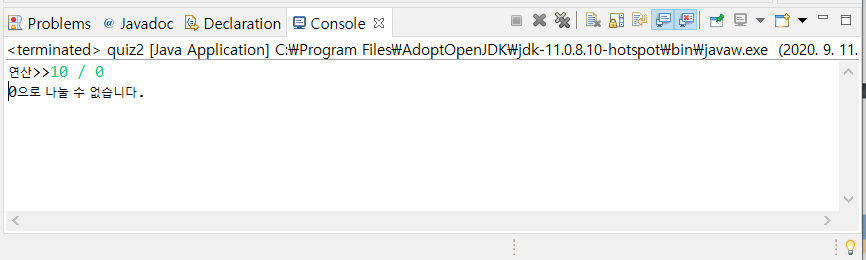 Problems @ Javadoc Declaration Console
<terminated> quiz2 [Java Application] C:₩Program Files₩AdoptOpenJDK₩jdk-11.0.8.10-hotspot₩bin₩javaw.exe (2020. 9. 11.
연산>>10 / 0
0으로 나눌 수 없습니다.